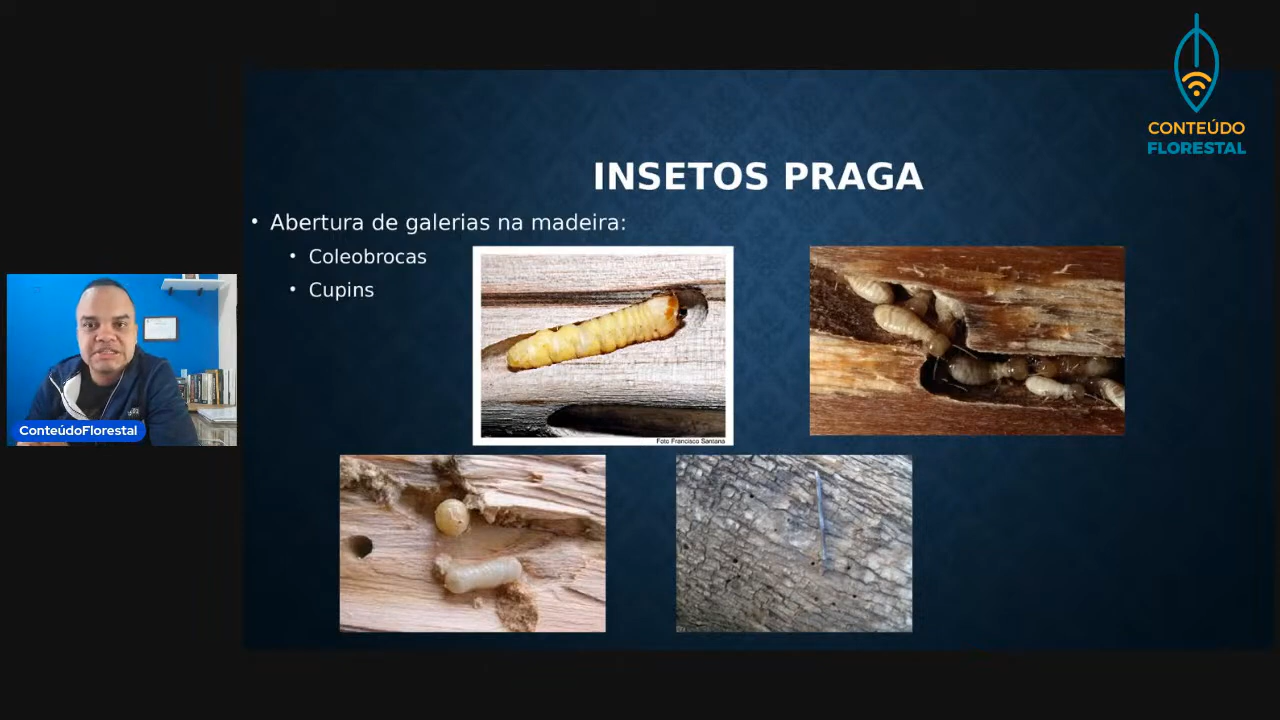 CONTEÚDO
FLORESTAL
INSETOS PRAGA
• Abertura de galerias na madeira:
• Coleobrocas
• Cupins
Foto Francisco Santana
ConteúdoFlorestal